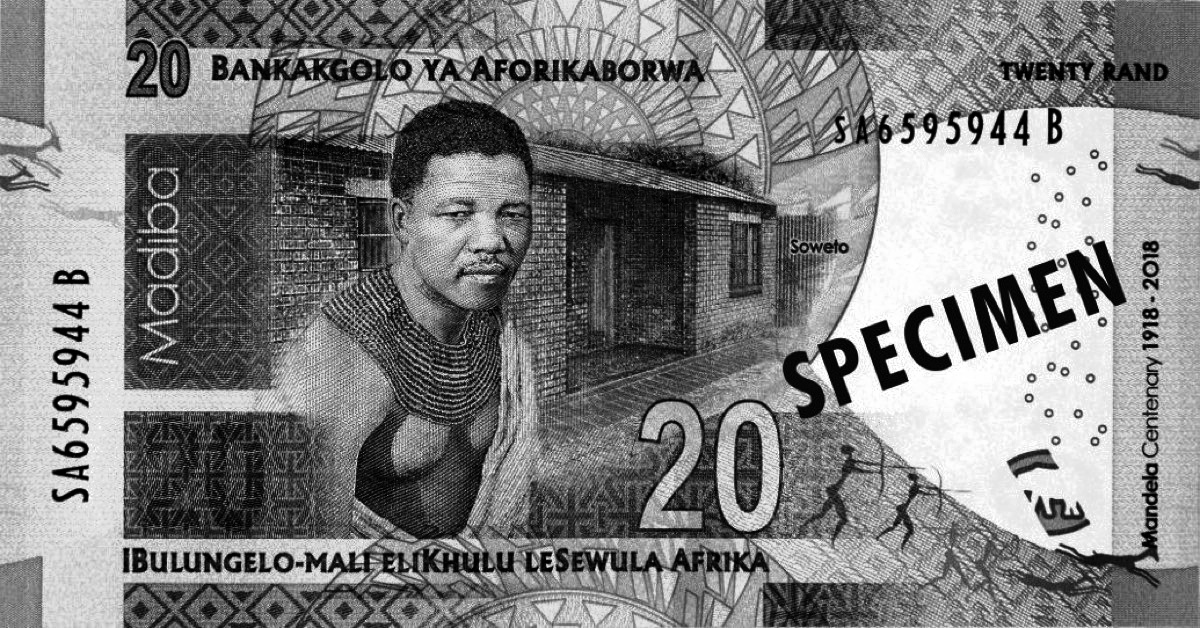 20 BANKAKGOLO YA AFORIKABORWA
TWENTY RAND
SA6595944 B
Madiba
Soweto
SA6595944 B
SPECIMEN
Mandela Centenary 1918 - 2018
20
IBULUNGELO-MALI ELIKHULU LESEWULA AFRIKA